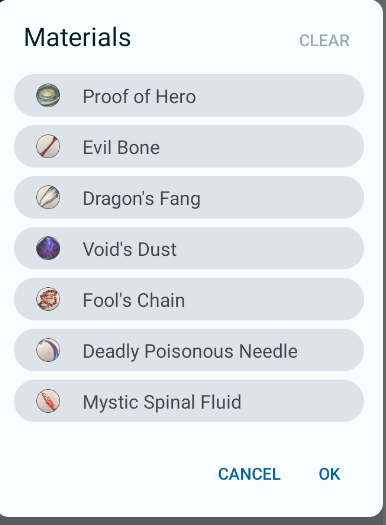 Materials
CLEAR
Proof of Hero
Evil Bone
Dragon's Fang
Void's Dust
Fool's Chain
Deadly Poisonous Needle
Mystic Spinal Fluid
CANCEL OK